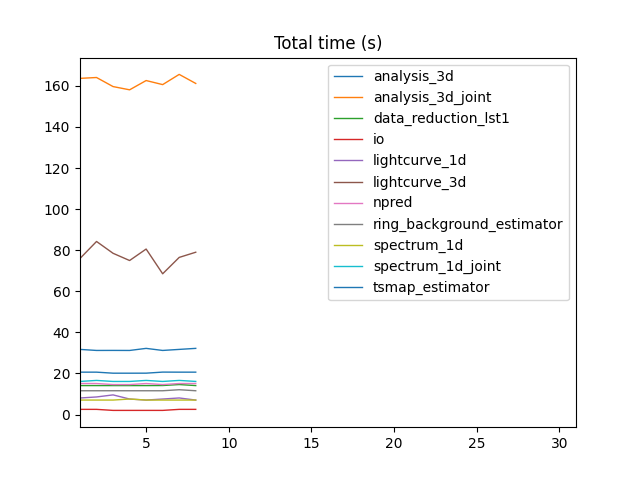 Total time (s)
analysis_3d
analysis_3d_joint
data_reduction_lst1
io
lightcurve_1d
lightcurve_3d
npred
ring_background_estimator
spectrum_1d
spectrum_1d_joint
tsmap_estimator
160
140
120
100
80
60
40
20
0
5 10 15 20 25 30